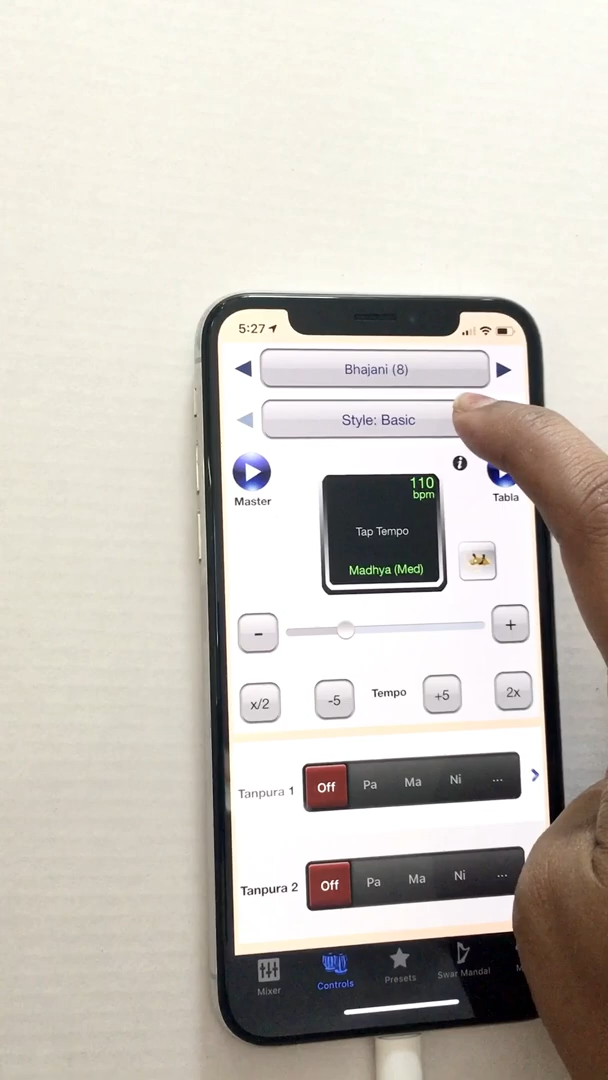 5:27
Bhajani (8)
Style: Basic
i
Master
Tabla
110
bpm
Tap Tempo
Madhya (Med)
-
+
x/2
-5
Tempo
+5
2x
Tanpura 1
Off
Pa
Ma
Ni
...
Tanpura 2
Off
Pa
Ma
Ni
...
Mixer
Controls
Presets
Swar Mandal